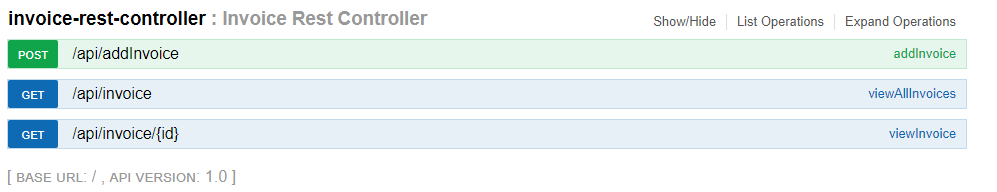 invoice-rest-controller : Invoice Rest Controller
Show/Hide List Operations Expand Operations
POST /api/addInvoice addInvoice
GET /api/invoice viewAllInvoices
GET /api/invoice/{id} viewInvoice
[ BASE URL: / , API VERSION: 1.0 ]